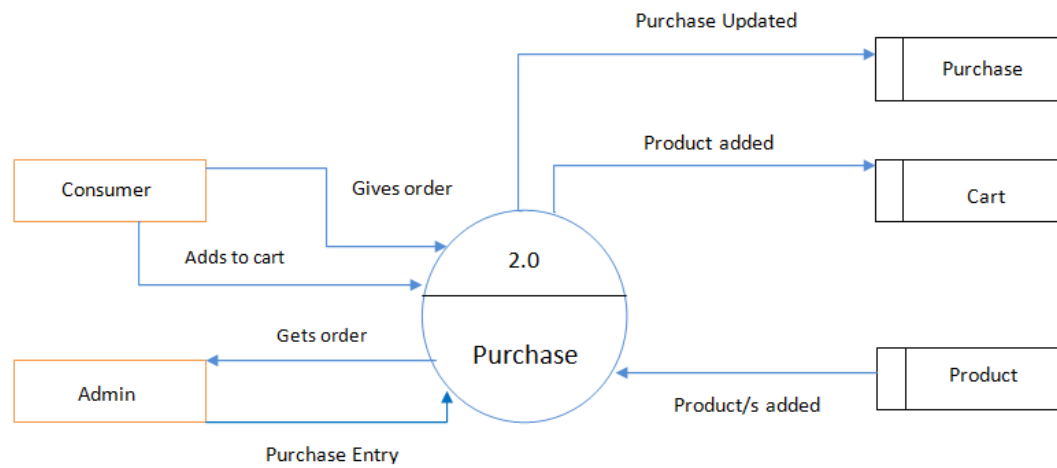 Purchase Updated
Purchase
Product added
Consumer
Gives order
Cart
Adds to cart
2.0
Gets order
Purchase
Product
Admin
Product/s added
Purchase Entry